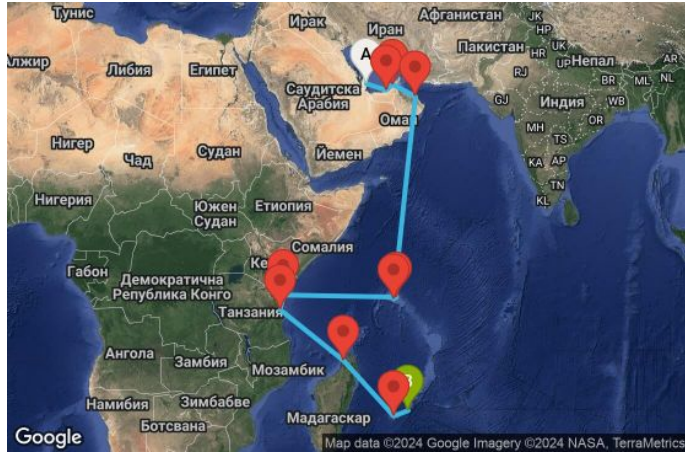 Тунис
Ирак
Иран
Афганистан
JK
HP
Пакистан
HR
UK
UP
Непал
AR
Алжир
Либия
Египет
A
RJ
BR
ML
NL
Саудитска
Арабия
GJ
Индия
WB
Оман
OR
MH
TS
Нигер
Чад
Судан
Йемен
KA
AP
TN
KL
Нигерия
Южен
Судан
Етиопия
Сомалия
Габон
Ке
Демократична
Република Конго
Танзания
Ангола
Замбия
Мозамбик
Намибия
Зимбабве
Ботсвана
Мадагаскар
Google
Map data ©2024 Google Imagery ©2024 NASA, TerraMetrics